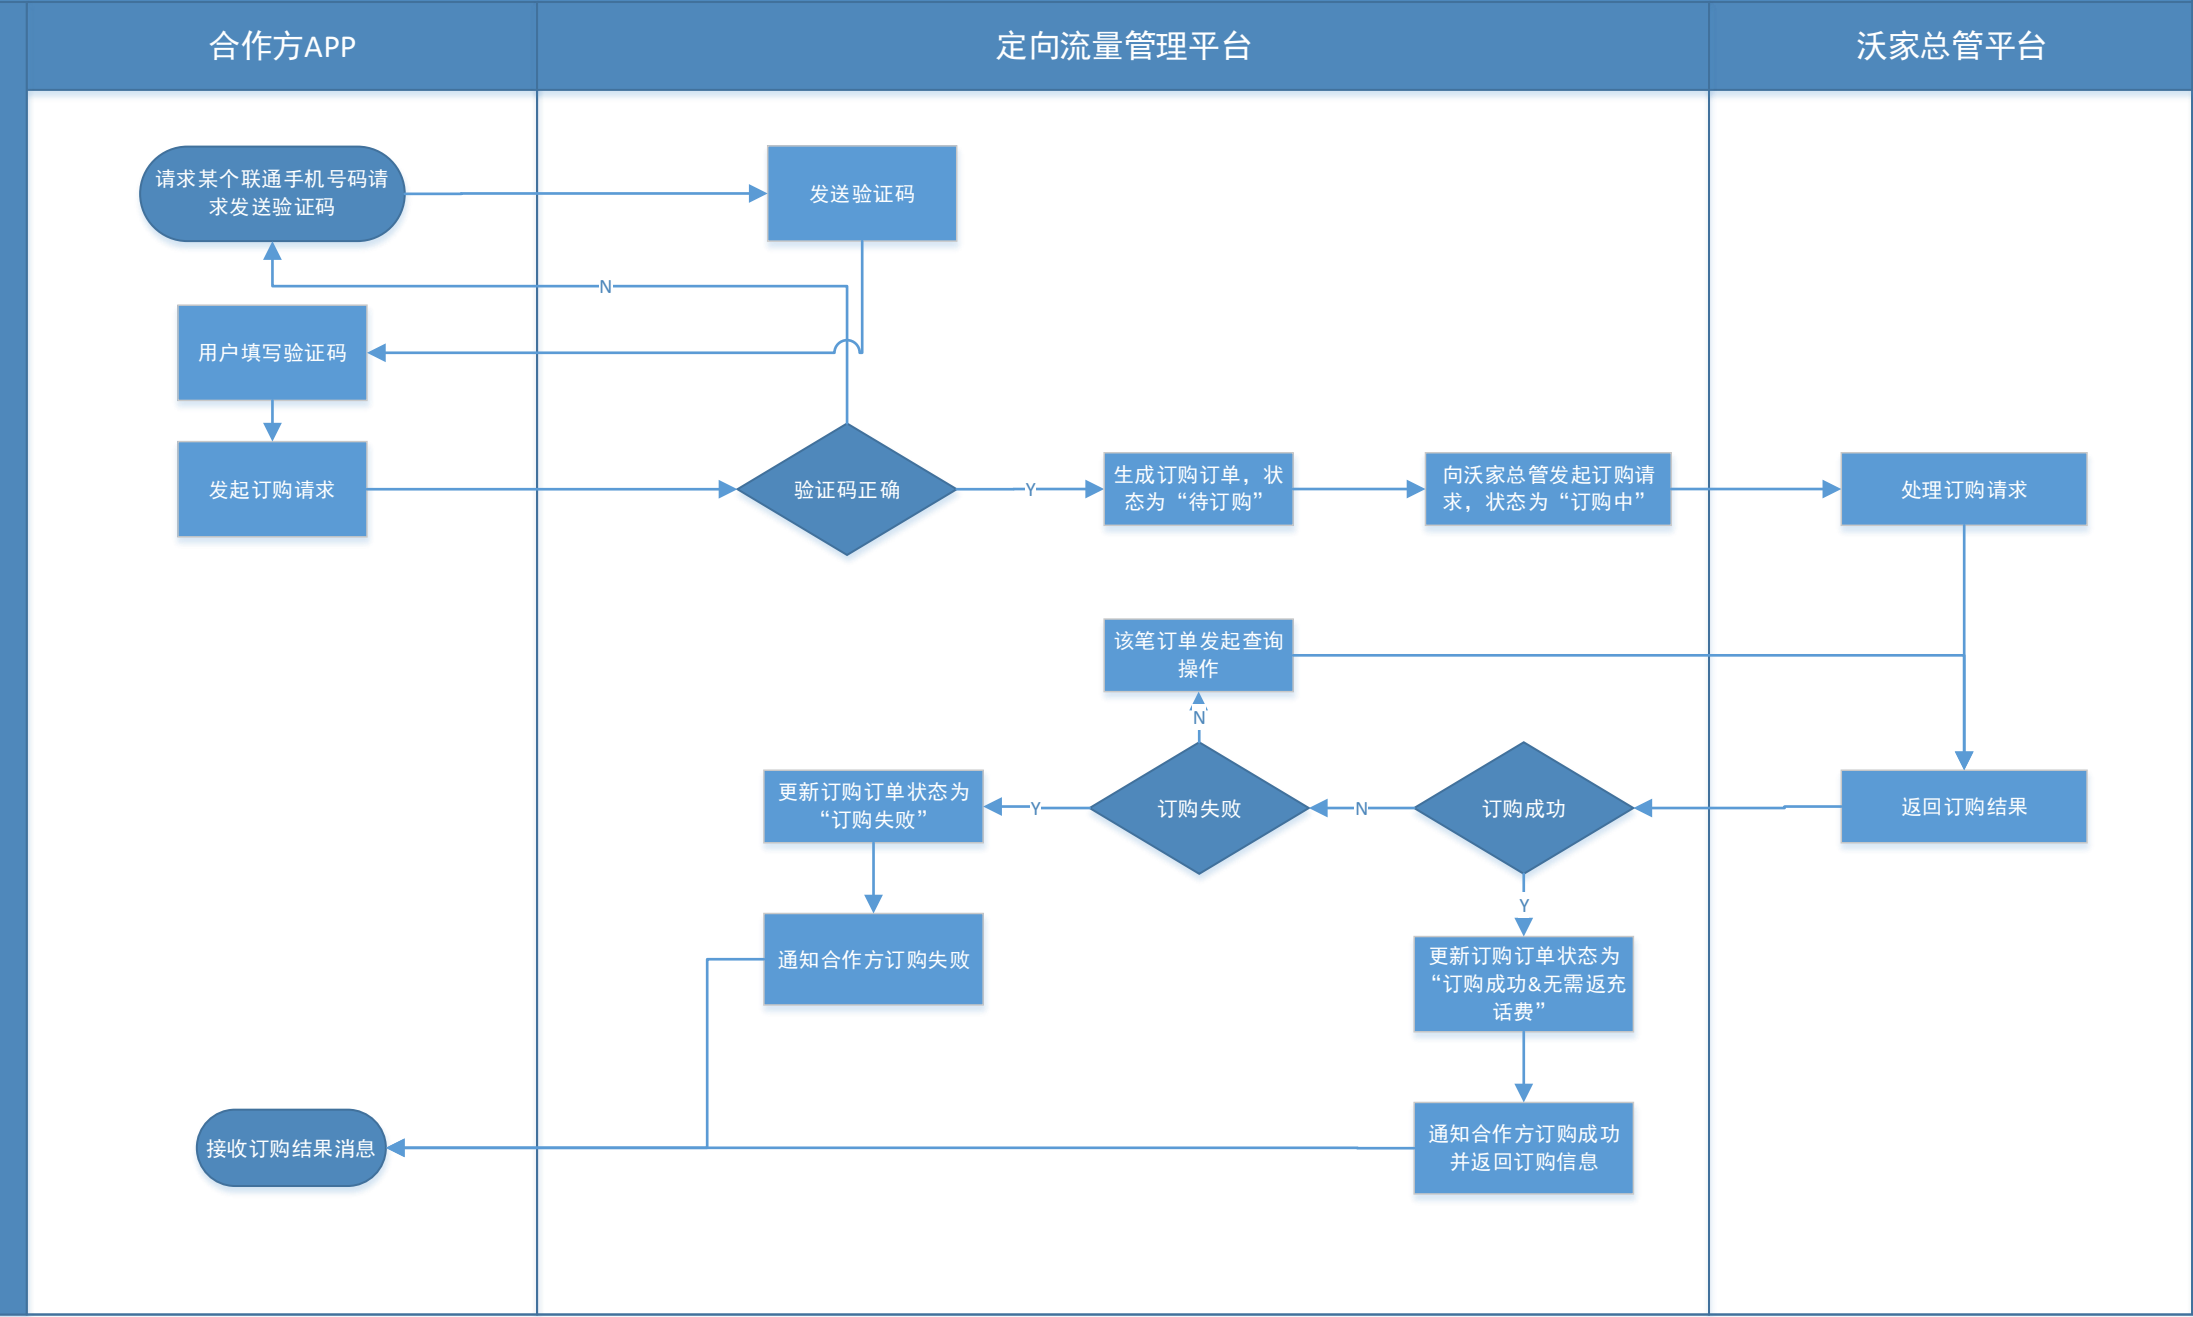 合作方APP
定向流量管理平台
沃家总管平台
请求某个联通手机号码请
求发送验证码
发送验证码
N
用户填写验证码
发起订购请求
验证码正确
Y
生成订购订单，状
态为“待订购”
向沃家总管发起订购请
求，状态为“订购中”
处理订购请求
该笔订单发起查询
操作
N
更新订购订单状态为
“订购失败”
Y
订购失败
N
订购成功
返回订购结果
Y
通知合作方订购失败
更新订购订单状态为
“订购成功&无需返充
话费”
接收订购结果消息
通知合作方订购成功
并返回订购信息